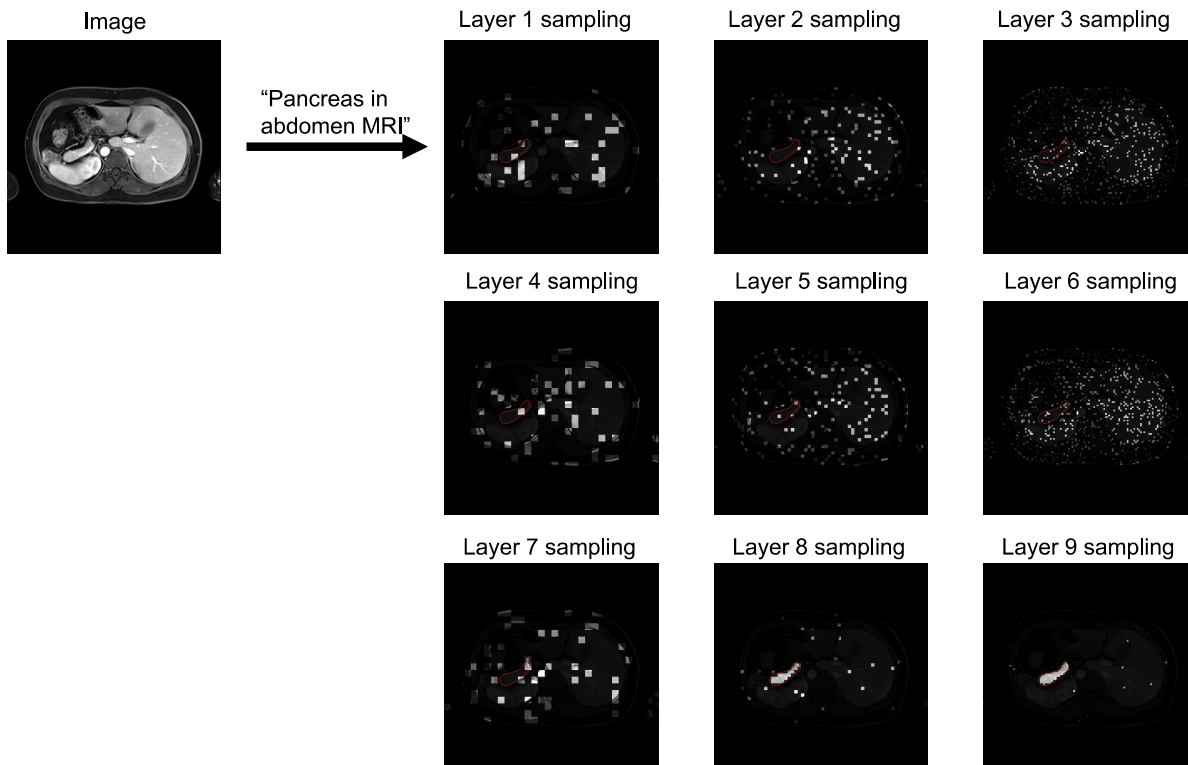 Image
“Pancreas in
abdomen MRI”
Layer 1 sampling
Layer 2 sampling
Layer 3 sampling
Layer 4 sampling
Layer 5 sampling
Layer 6 sampling
Layer 7 sampling
Layer 8 sampling
Layer 9 sampling